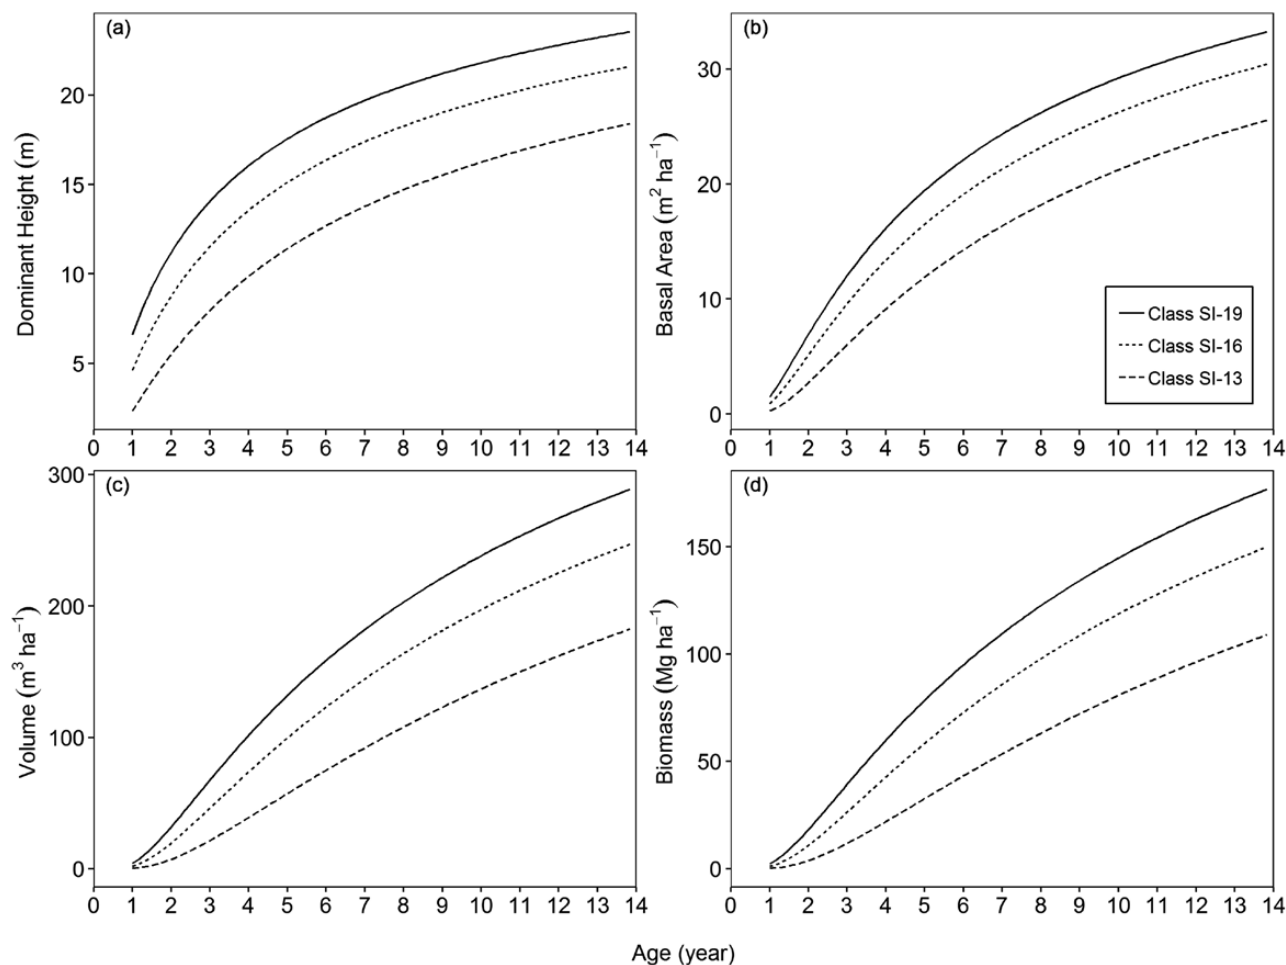 (a)
Dominant Height (m)
20
15
10
5
0 1 2 3 4 5 6 7 8 9 10 11 12 13 14
(b)
Basal Area (m² ha⁻¹)
30
20
10
0
Class SI-19
Class SI-16
Class SI-13
0 1 2 3 4 5 6 7 8 9 10 11 12 13 14
(c)
Volume (m³ ha⁻¹)
300
200
100
0
0 1 2 3 4 5 6 7 8 9 10 11 12 13 14
(d)
Biomass (Mg ha⁻¹)
150
100
50
0
0 1 2 3 4 5 6 7 8 9 10 11 12 13 14
Age (year)